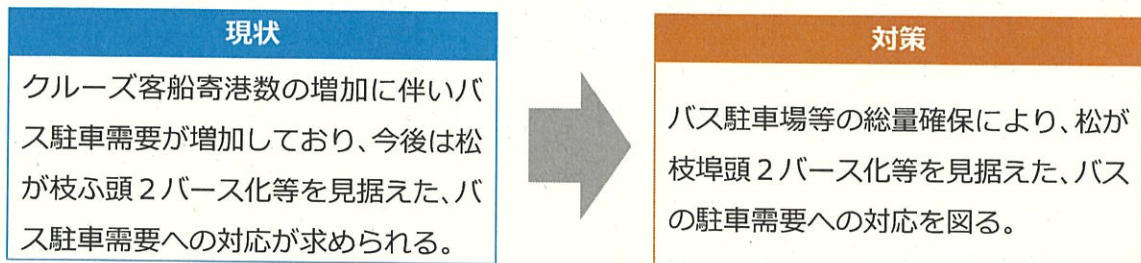 現状
クルーズ客船寄港数の増加に伴いバ
ス駐車需要が増加しており、今後は松
が枝ふ頭２バース化等を見据えた、バ
ス駐車需要への対応が求められる。
対策
バス駐車場等の総量確保により、松が
枝埠頭２バース化等を見据えた、バス
の駐車需要への対応を図る。